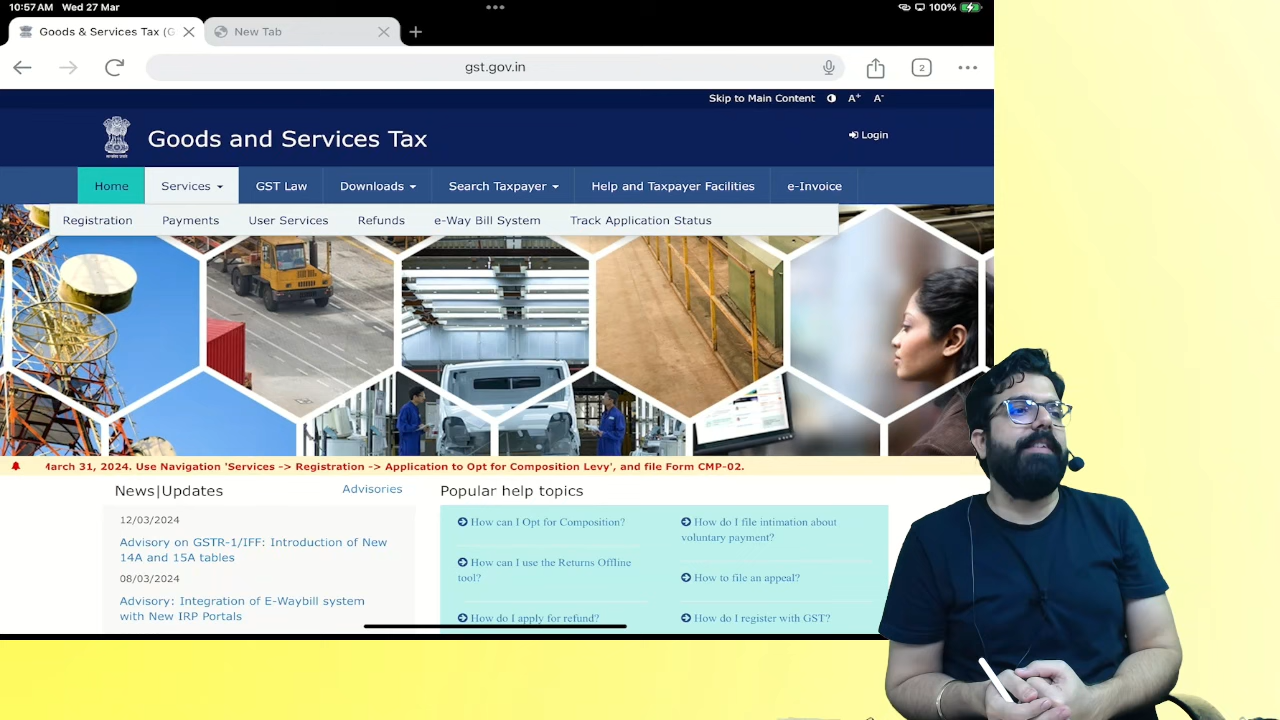 10:57AM Wed 27 Mar
100%
Goods & Services Tax (G
New Tab
gst.gov.in
2
Skip to Main Content
A+ A-
Goods and Services Tax
Login
Home Services GST Law Downloads Search Taxpayer Help and Taxpayer Facilities e-Invoice
Registration Payments User Services Refunds e-Way Bill System Track Application Status
March 31, 2024. Use Navigation 'Services -> Registration -> Application to Opt for Composition Levy', and file Form CMP-02.
News|Updates
Advisories
12/03/2024
Advisory on GSTR-1/IFF: Introduction of New
14A and 15A tables
08/03/2024
Advisory: Integration of E-Waybill system
with New IRP Portals
Popular help topics
How can I Opt for Composition?
How can I use the Returns Offline
tool?
How do I apply for refund?
How do I file intimation about
voluntary payment?
How to file an appeal?
How do I register with GST?